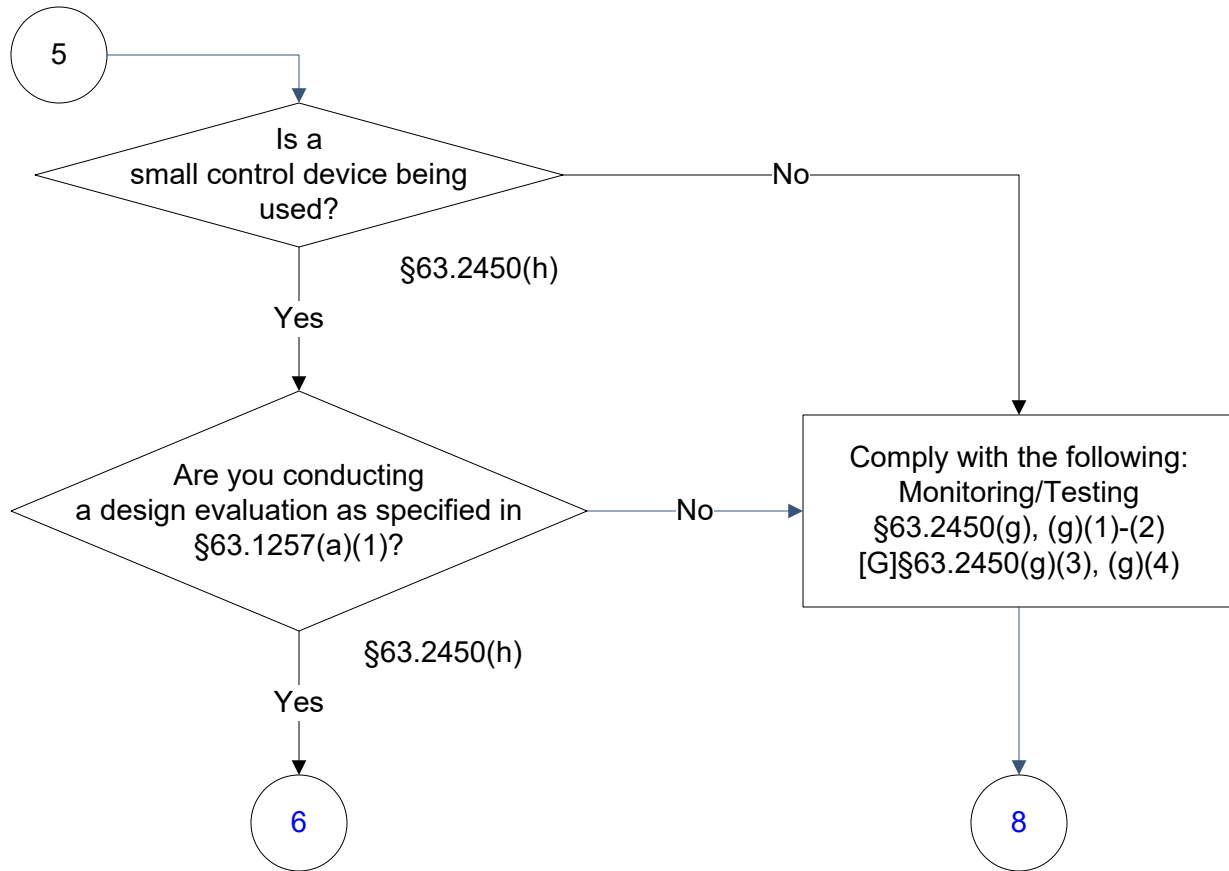 5
Is a
small control device being
used?
No
§63.2450(h)
Yes
Are you conducting
a design evaluation as specified in
§63.1257(a)(1)?
No
Comply with the following:
Monitoring/Testing
§63.2450(g), (g)(1)-(2)
[G]§63.2450(g)(3), (g)(4)
§63.2450(h)
Yes
6
8